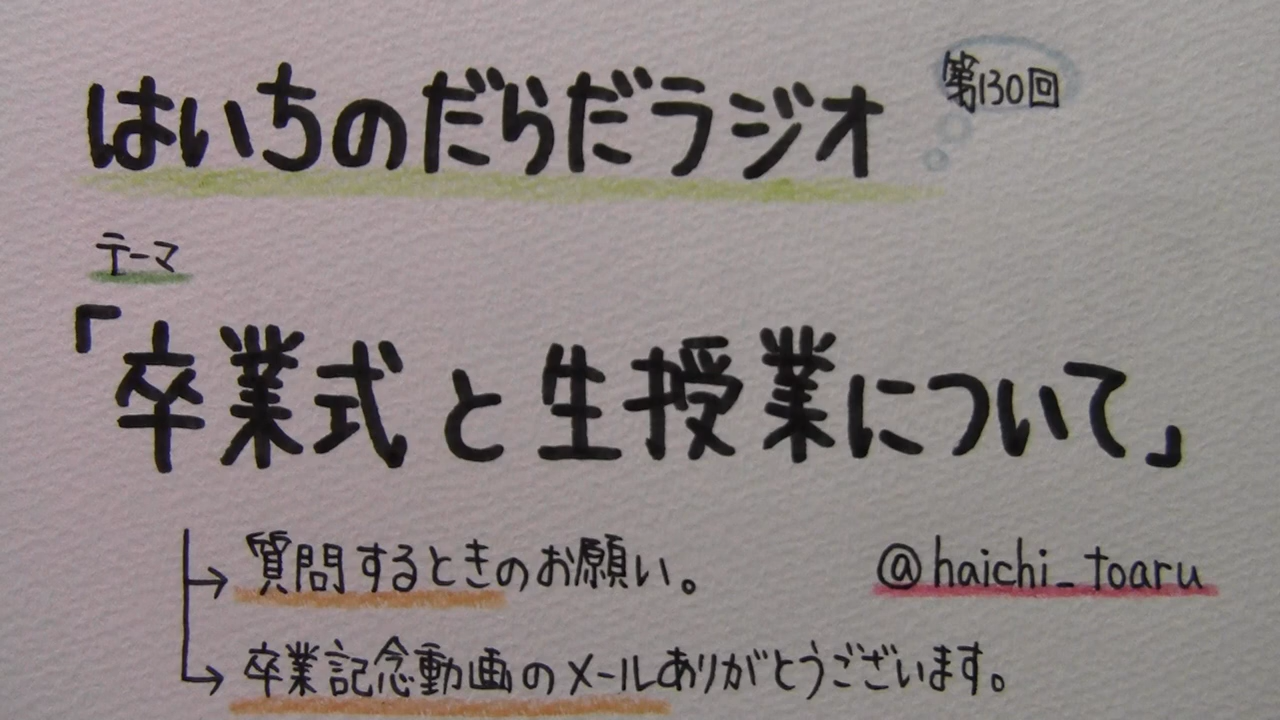 はいちのだらだラジオ 第130回
テーマ
「卒業式と生授業について」
→質問するときのお願い。 @haichi_toaru
→卒業記念動画のメールありがとうございます。